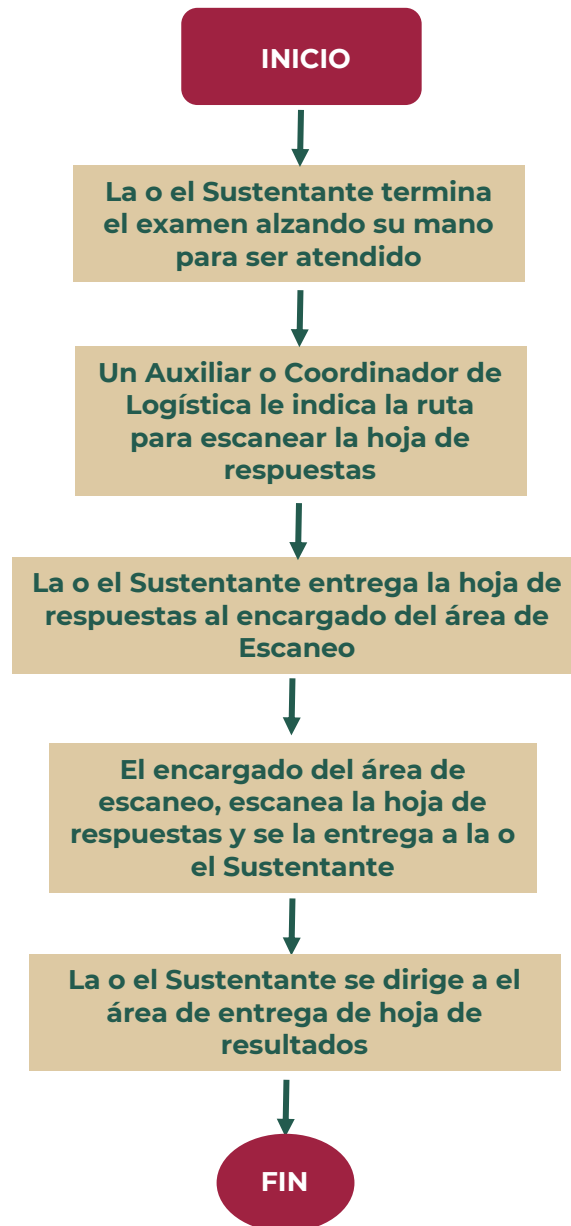 INICIO
La o el Sustentante termina
el examen alzando su mano
para ser atendido
Un Auxiliar o Coordinador de
Logística le indica la ruta
para escanear la hoja de
respuestas
La o el Sustentante entrega la hoja de
respuestas al encargado del área de
Escaneo
El encargado del área de
escaneo, escanea la hoja de
respuestas y se la entrega a la o
el Sustentante
La o el Sustentante se dirige a el
área de entrega de hoja de
resultados
FIN